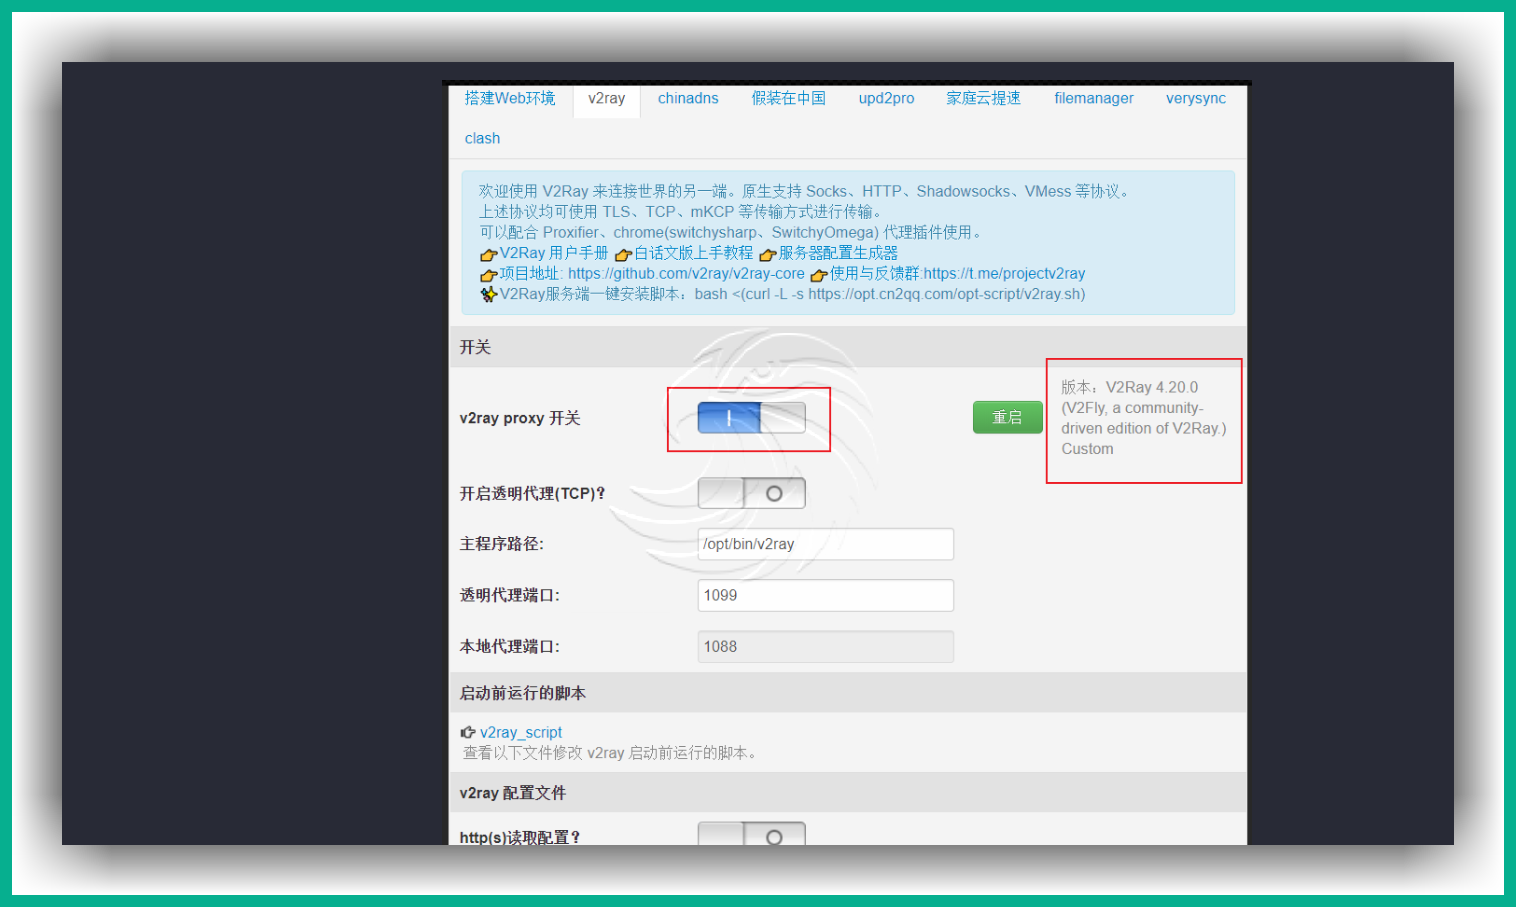 搭建Web环境 v2ray chinadns 假装在中国 upd2pro 家庭云提速 filemanager verysync
clash
欢迎使用 V2Ray 来连接世界的另一端。原生支持 Socks、HTTP、Shadowsocks、VMess 等协议。
上述协议均可使用 TLS、TCP、mKCP 等传输方式进行传输。
可以配合 Proxifier、chrome(switchysharp、SwitchyOmega) 代理插件使用。
V2Ray 用户手册 白话文版上手教程 服务器配置生成器
项目地址: https://github.com/v2ray/v2ray-core 使用与反馈群:https://t.me/projectv2ray
V2Ray服务端一键安装脚本：bash <(curl -L -s https://opt.cn2qq.com/opt-script/v2ray.sh)
开关
v2ray proxy 开关
重启
版本：V2Ray 4.20.0
(V2Fly, a community-
driven edition of V2Ray.)
Custom
开启透明代理(TCP)?
主程序路径:
/opt/bin/v2ray
透明代理端口:
1099
本地代理端口:
1088
启动前运行的脚本
v2ray_script
查看以下文件修改 v2ray 启动前运行的脚本。
v2ray 配置文件
http(s)读取配置?